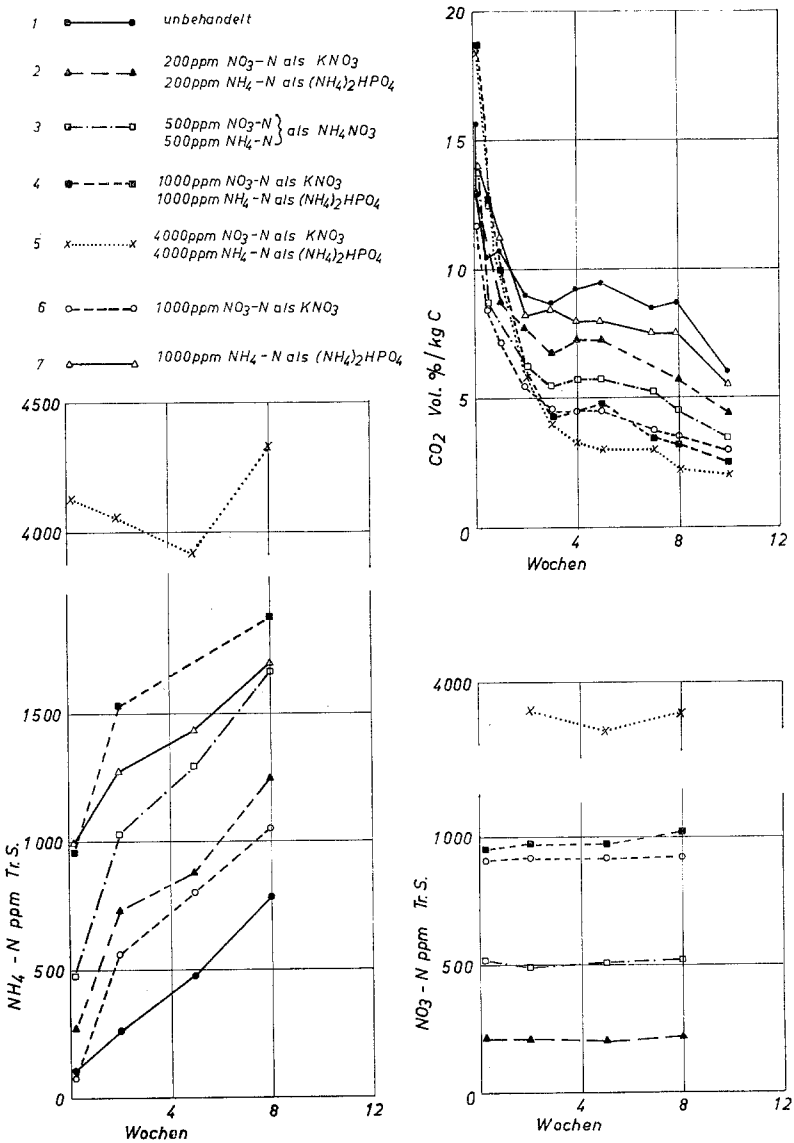 1 unbehandelt
2 200ppm NO3-N als KNO3
200ppm NH4-N als (NH4)2HPO4
3 500ppm NO3-N
500ppm NH4-N } als NH4NO3
4 1000ppm NO3-N als KNO3
1000ppm NH4-N als (NH4)2HPO4
5 4000ppm NO3-N als KNO3
4000ppm NH4-N als (NH4)2HPO4
6 1000ppm NO3-N als KNO3
7 1000ppm NH4-N als (NH4)2HPO4
20
15
10
5
0
CO2 Vol. %/kg C
4 8 12
Wochen
4500
4000
1500
1000
500
0
NH4-N ppm Tr. S.
4 8 12
Wochen
4000
1000
500
0
NO3-N ppm Tr. S.
4 8 12
Wochen